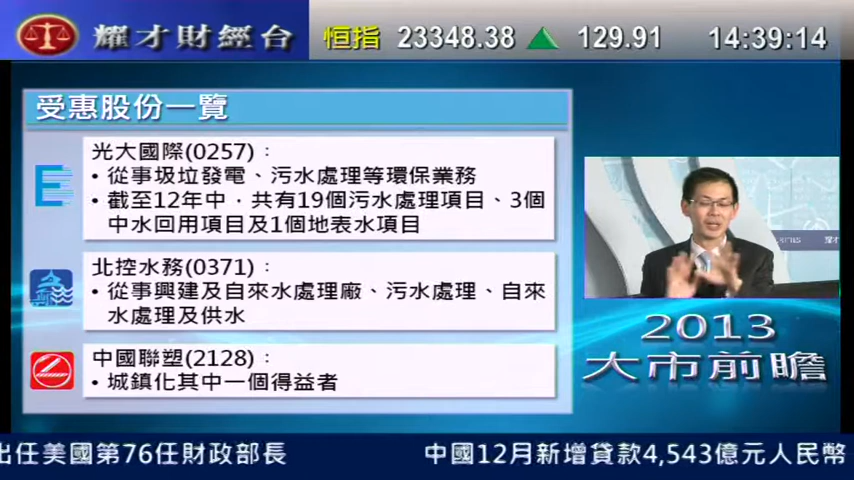 耀才財經台
恒指 23348.38 129.91 14:39:14
受惠股份一覽
光大國際(0257)：
• 從事圾垃發電、污水處理等環保業務
• 截至12年中，共有19個污水處理項目、3個
中水回用項目及1個地表水項目
北控水務(0371)：
• 從事興建及自來水處理廠、污水處理、自來
水處理及供水
中國聯塑(2128)：
• 城鎮化其中一個得益者
2013
大市前瞻
出任美國第76任財政部長 中國12月新增貸款4,543億元人民幣